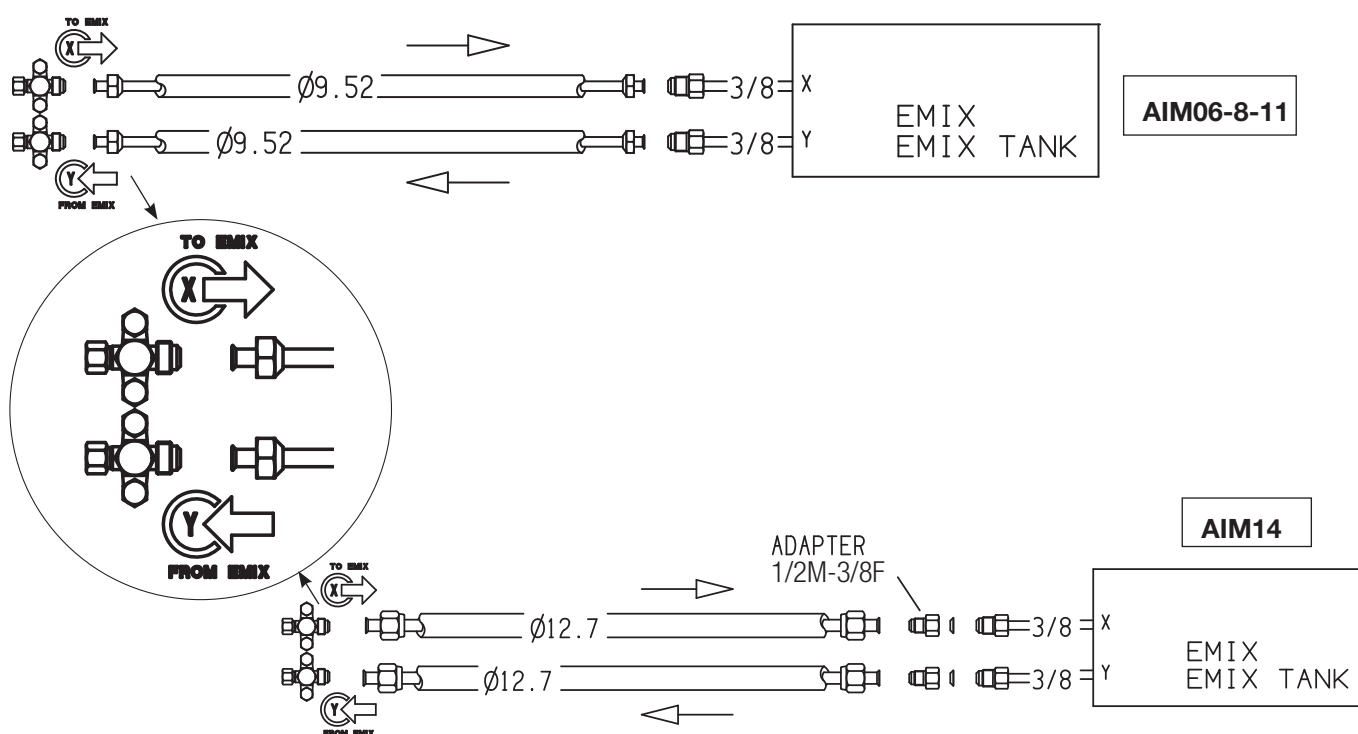 TO EMIX
X
Ø9.52
3/8
X
Ø9.52
3/8
Y
EMIX
EMIX TANK
AIM06-8-11
Y
FROM EMIX
TO EMIX
X
Y
FROM EMIX
AIM14
ADAPTER
1/2M-3/8F
TO EMIX
X
Ø12.7
3/8
X
Ø12.7
3/8
Y
EMIX
EMIX TANK
Y
FROM EMIX